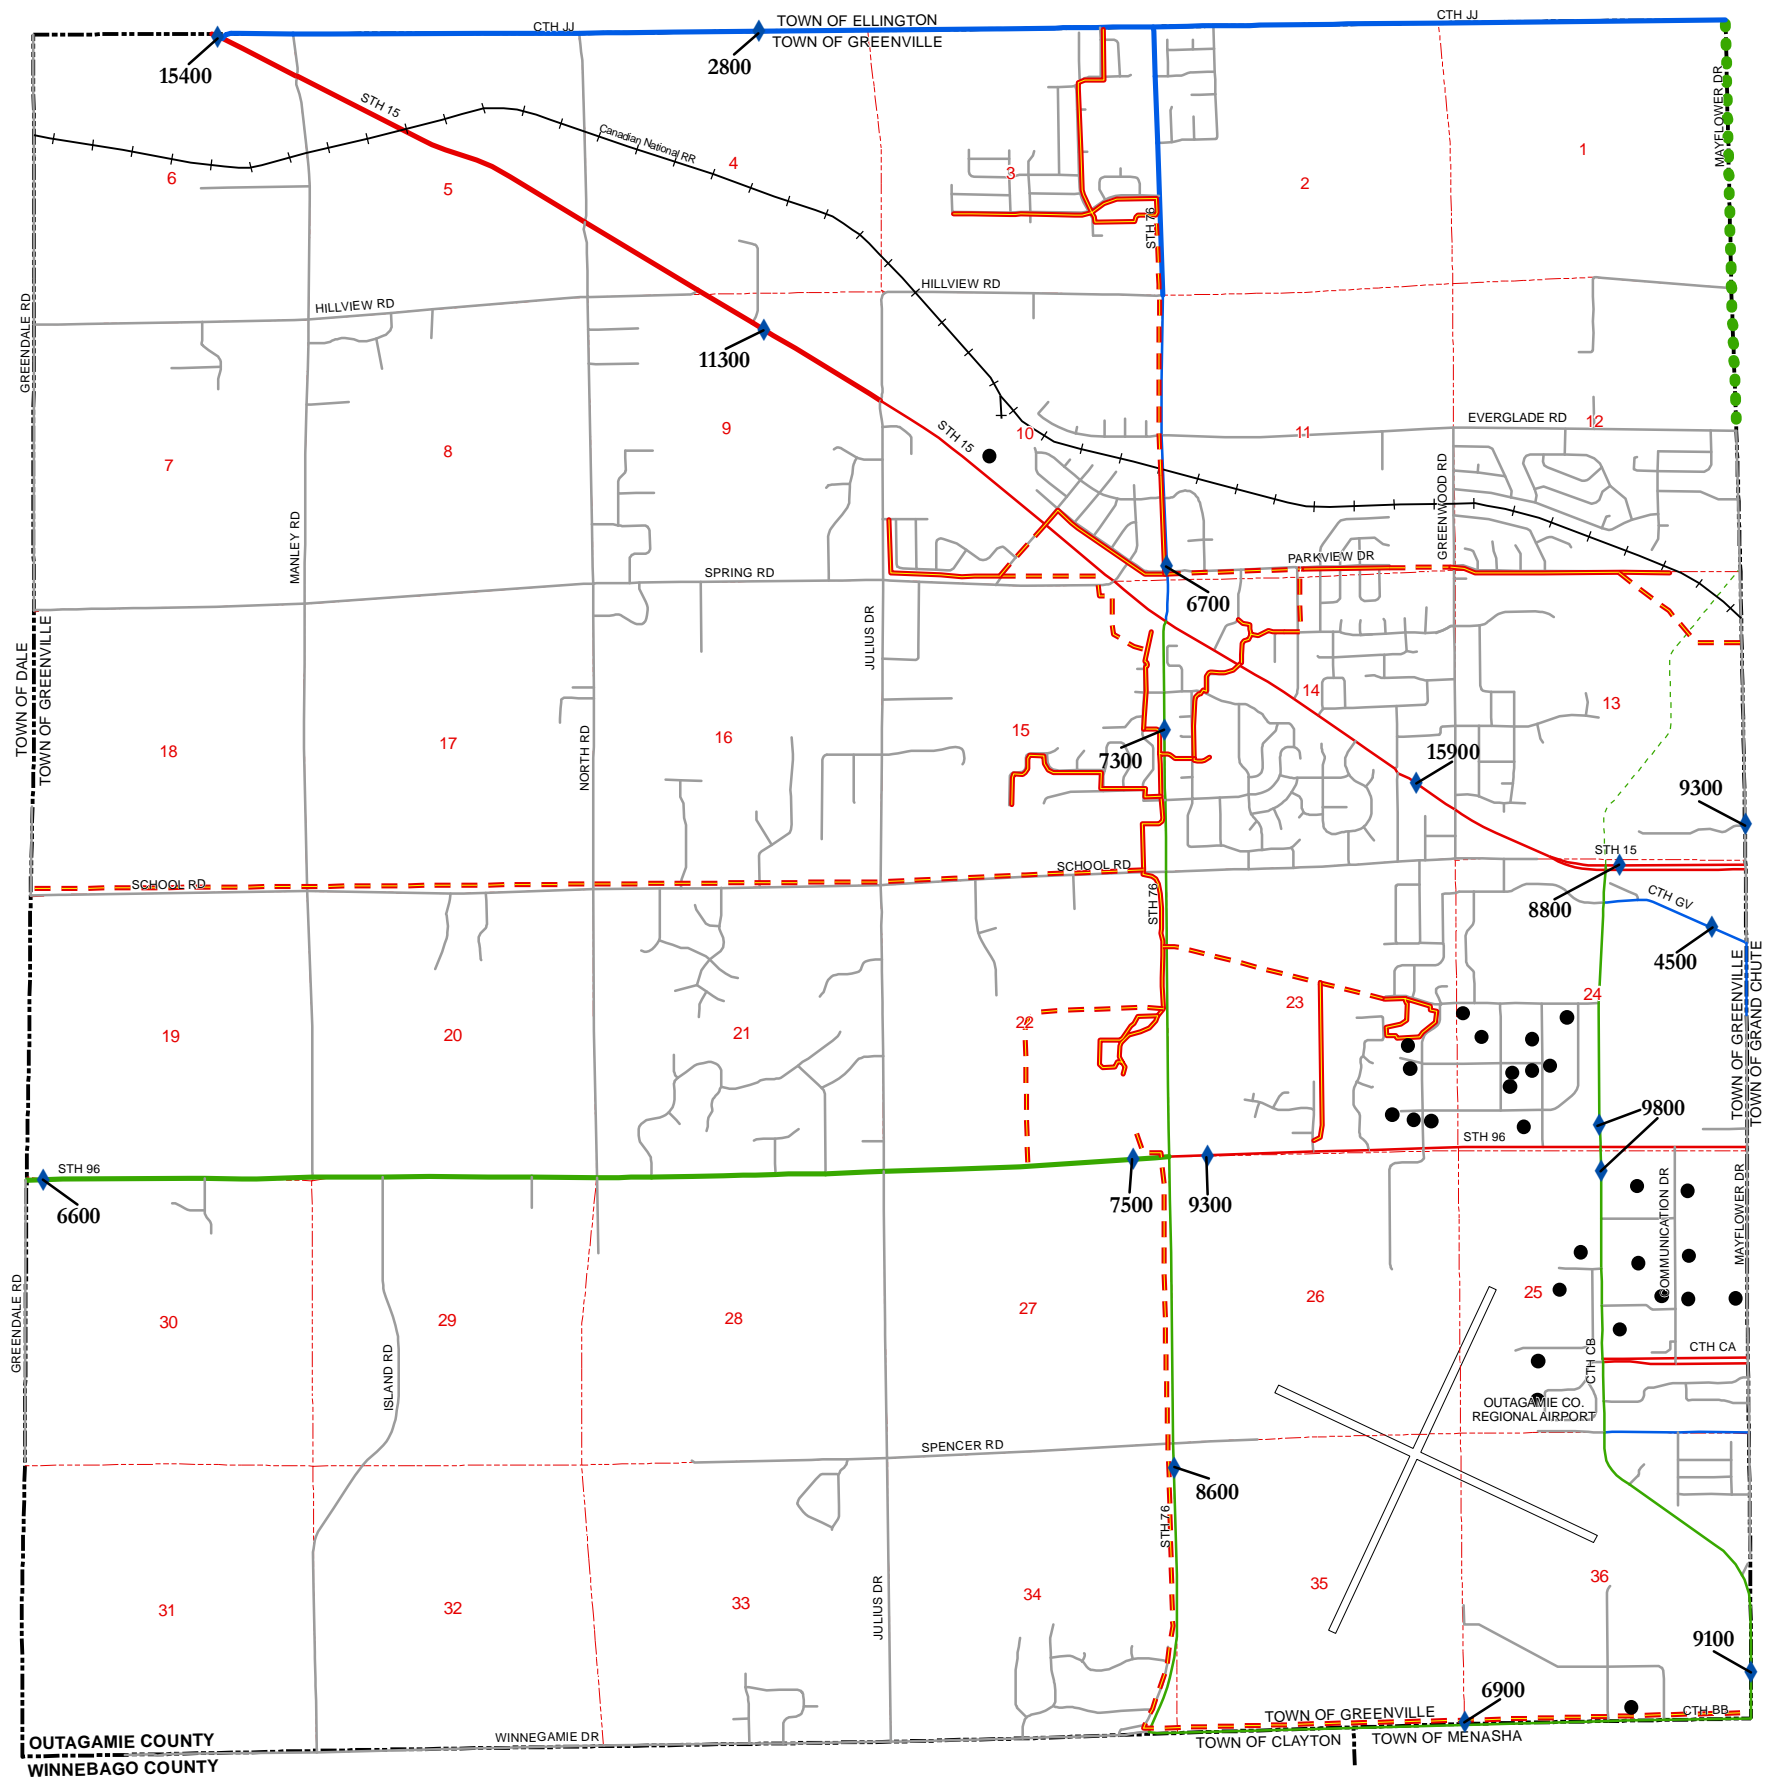 CTH JJ
TOWN OF ELLINGTON
TOWN OF GREENVILLE
CTH JJ
15400
2800
MAYFLOWER DR
STH 15
Canadian National RR
6
5
4
3
2
1
STH 76
GREENDALE RD
HILLVIEW RD
HILLVIEW RD
11300
EVERGLADE RD
7
8
9
10
11
12
STH 15
MANLEY RD
GREENWOOD RD
SPRING RD
PARKVIEW DR
6700
TOWN OF DALE
TOWN OF GREENVILLE
JULIUS DR
NORTH RD
18
17
16
15
14
13
7300
15900
9300
SCHOOL RD
SCHOOL RD
STH 15
STH 76
8800
CTH GV
4500
TOWN OF GREENVILLE
TOWN OF GRAND CHUTE
19
20
21
22
23
24
9800
STH 96
STH 96
6600
7500
9300
COMMUNICATION DR
MAYFLOWER DR
GREENDALE RD
30
29
28
27
26
25
ISLAND RD
CTH CB
CTH CA
OUTAGAMIE CO.
REGIONAL AIRPORT
SPENCER RD
8600
STH 76
31
32
33
34
35
36
JULIUS DR
9100
6900
TOWN OF GREENVILLE
CTH BB
OUTAGAMIE COUNTY
WINNEBAGO COUNTY
WINNEGAMIE DR
TOWN OF CLAYTON
TOWN OF MENASHA